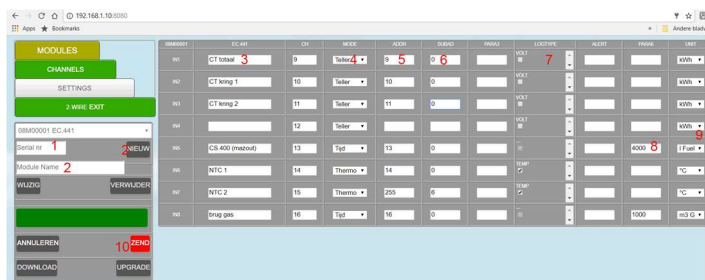 192.168.1.10:8080
Apps Bookmarks » Andere bladw
MODULES
CHANNELS
SETTINGS
2-WIRE EXIT
08M00001 EC.441
Serial nr 1 2 NIEUW
Module Name 2
WIJZIG VERWIJDER
ANNULEREN 10 ZEND
DOWNLOAD UPGRADE
08M00001 EC.441 CH MODE ADDR SUBAD PARA3 LOGTYPE ALERT PARA6 UNIT
IN1 CT totaal 3 9 Teller 4 9 5 0 6 VOLT 7 kWh
IN2 CT kring 1 10 Teller 10 0 VOLT kWh
IN3 CT kring 2 11 Teller 11 0 VOLT kWh
IN4 12 Teller VOLT kWh 9
IN5 CS 400 (mazout) 13 Tijd 13 0 4000 8 l Fuel
IN6 NTC 1 14 Thermo 14 0 TEMP °C
IN7 NTC 2 15 Thermo 255 6 TEMP °C
IN8 brug gas 16 Tijd 16 0 1000 m3 G